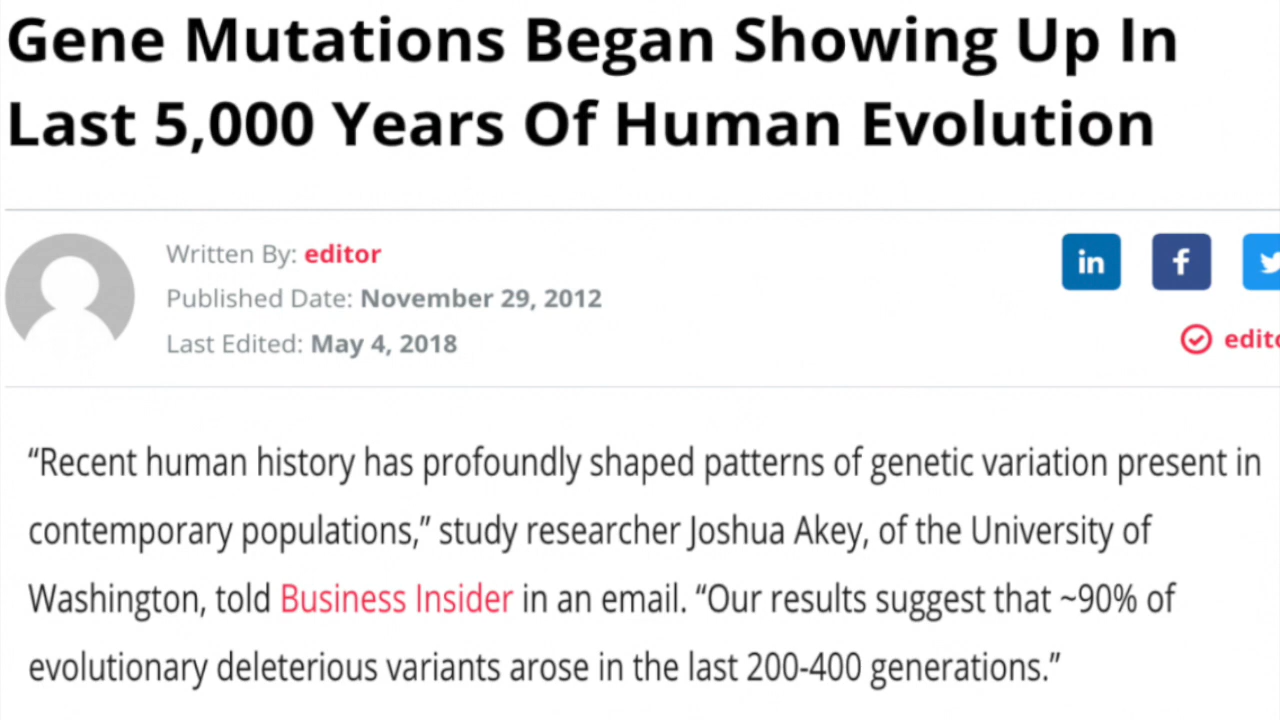 Gene Mutations Began Showing Up In
Last 5,000 Years Of Human Evolution
Written By: editor
Published Date: November 29, 2012
Last Edited: May 4, 2018
in f
“Recent human history has profoundly shaped patterns of genetic variation present in
contemporary populations,” study researcher Joshua Akey, of the University of
Washington, told Business Insider in an email. “Our results suggest that ~90% of
evolutionary deleterious variants arose in the last 200-400 generations.”